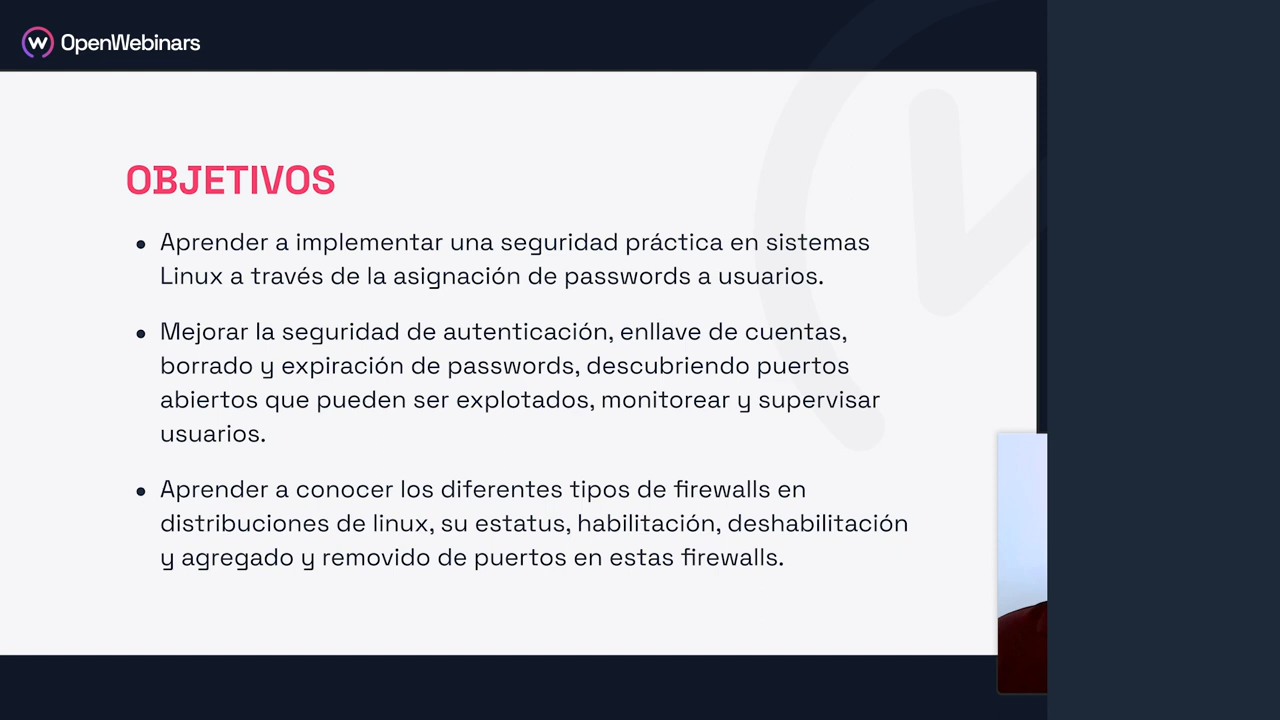 OpenWebinars
OBJETIVOS
• Aprender a implementar una seguridad práctica en sistemas
Linux a través de la asignación de passwords a usuarios.
• Mejorar la seguridad de autenticación, enllave de cuentas,
borrado y expiración de passwords, descubriendo puertos
abiertos que pueden ser explotados, monitorear y supervisar
usuarios.
• Aprender a conocer los diferentes tipos de firewalls en
distribuciones de linux, su estatus, habilitación, deshabilitación
y agregado y removido de puertos en estas firewalls.